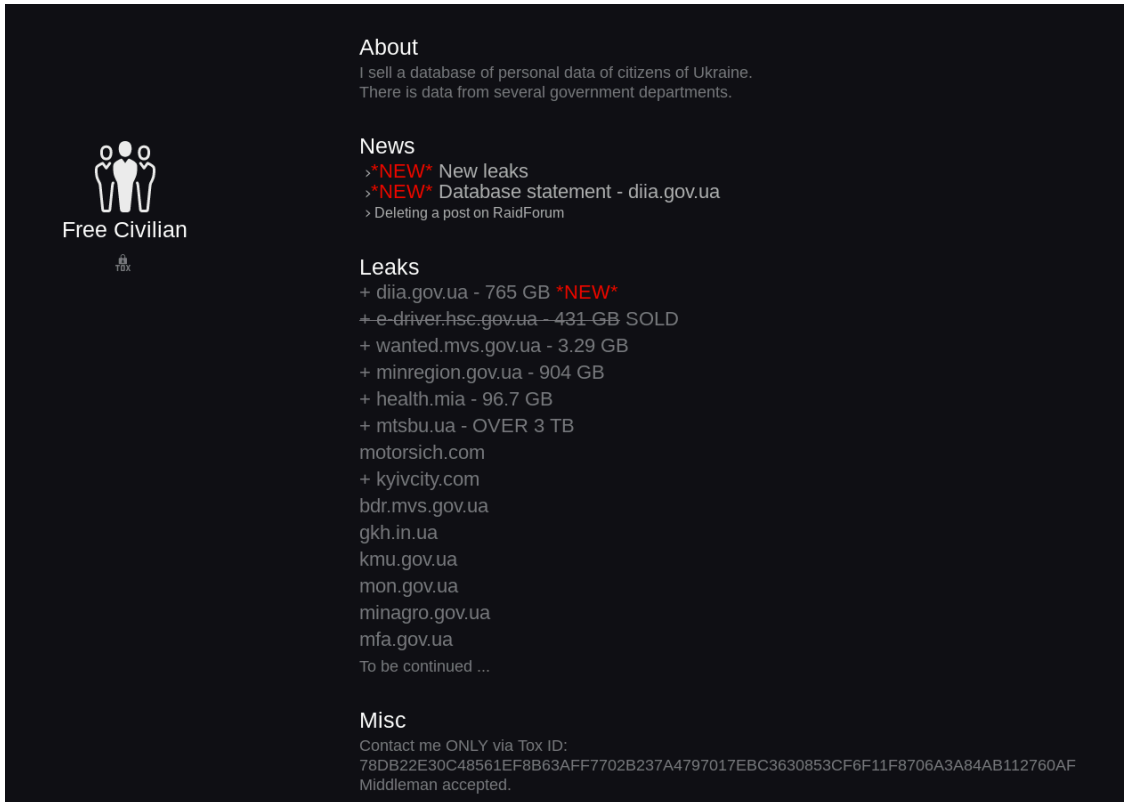 About
I sell a database of personal data of citizens of Ukraine.
There is data from several government departments.
News
›*NEW* New leaks
›*NEW* Database statement - diia.gov.ua
› Deleting a post on RaidForum
Free Civilian
TOX
Leaks
+ diia.gov.ua - 765 GB *NEW*
+ e-driver.hsc.gov.ua - 431 GB SOLD
+ wanted.mvs.gov.ua - 3.29 GB
+ minregion.gov.ua - 904 GB
+ health.mia - 96.7 GB
+ mtsbu.ua - OVER 3 TB
motorsich.com
+ kyivcity.com
bdr.mvs.gov.ua
gkh.in.ua
kmu.gov.ua
mon.gov.ua
minagro.gov.ua
mfa.gov.ua
To be continued ...
Misc
Contact me ONLY via Tox ID:
78DB22E30C48561EF8B63AFF7702B237A4797017EBC3630853CF6F11F8706A3A84AB112760AF
Middleman accepted.